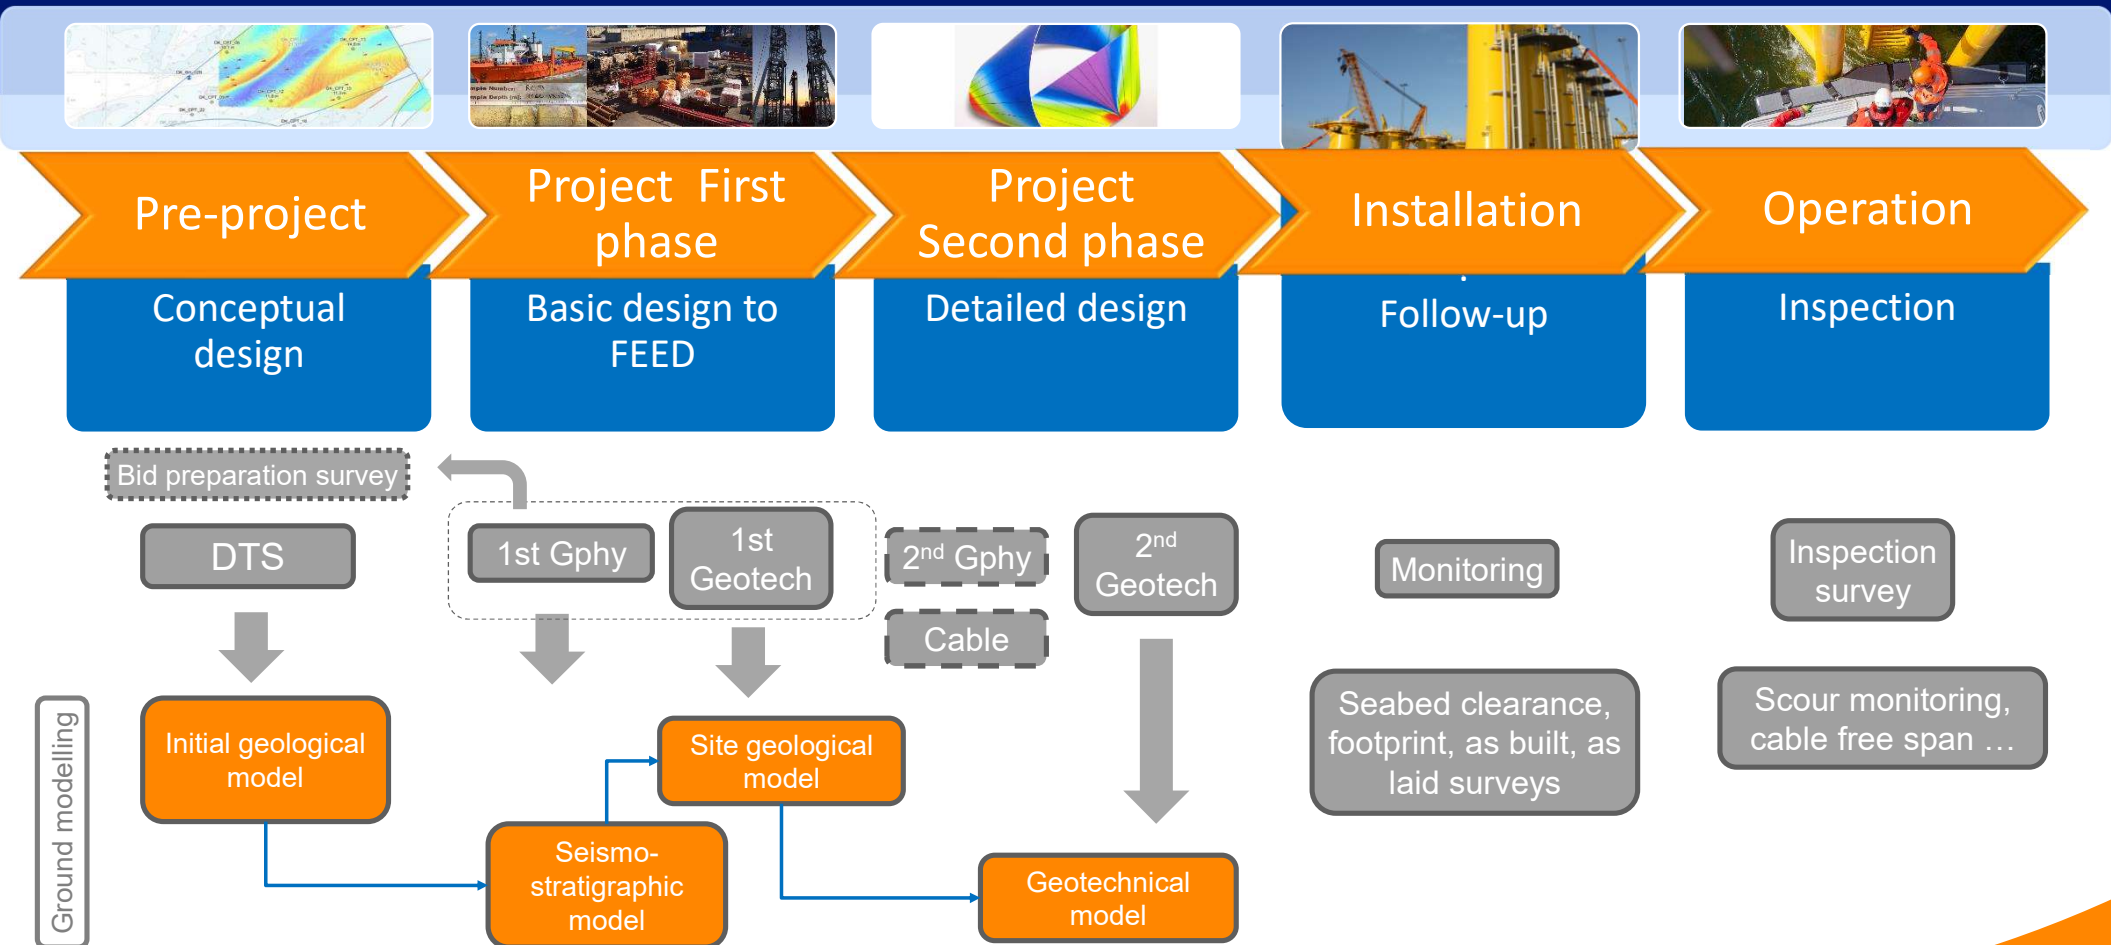 Pre-project
Project First
phase
Project
Second phase
Installation
Operation
Conceptual
design
Basic design to
FEED
Detailed design
Follow-up
Inspection
Bid preparation survey
DTS
1st Gphy
1st
Geotech
2nd Gphy
Cable
2nd
Geotech
Monitoring
Inspection
survey
Seabed clearance,
footprint, as built, as
laid surveys
Scour monitoring,
cable free span …
Ground modelling
Initial geological
model
Seismo-
stratigraphic
model
Site geological
model
Geotechnical
model